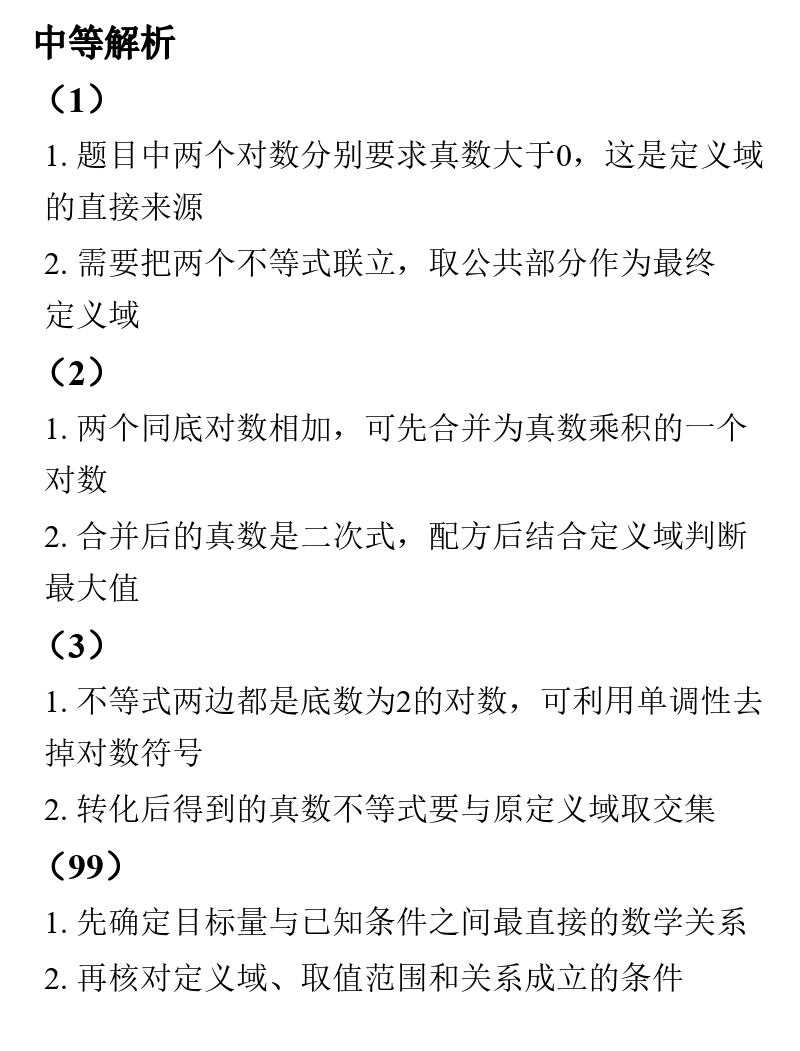 中等解析
（1）
1. 题目中两个对数分别要求真数大于0，这是定义域
的直接来源
2. 需要把两个不等式联立，取公共部分作为最终
定义域
（2）
1. 两个同底对数相加，可先合并为真数乘积的一个
对数
2. 合并后的真数是二次式，配方后结合定义域判断
最大值
（3）
1. 不等式两边都是底数为2的对数，可利用单调性去
掉对数符号
2. 转化后得到的真数不等式要与原定义域取交集
（99）
1. 先确定目标量与已知条件之间最直接的数学关系
2. 再核对定义域、取值范围和关系成立的条件